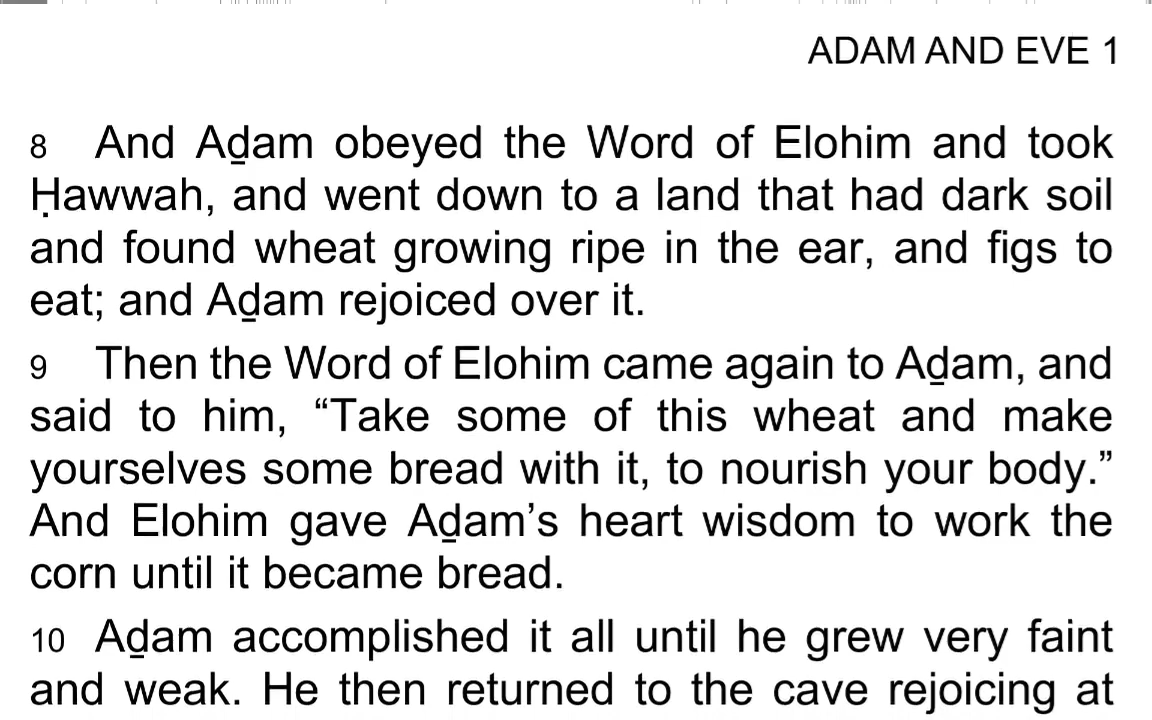 ADAM AND EVE 1
8 And Aḏam obeyed the Word of Elohim and took
Ḥawwah, and went down to a land that had dark soil
and found wheat growing ripe in the ear, and figs to
eat; and Aḏam rejoiced over it.
9 Then the Word of Elohim came again to Aḏam, and
said to him, “Take some of this wheat and make
yourselves some bread with it, to nourish your body.”
And Elohim gave Aḏam’s heart wisdom to work the
corn until it became bread.
10 Aḏam accomplished it all until he grew very faint
and weak. He then returned to the cave rejoicing at